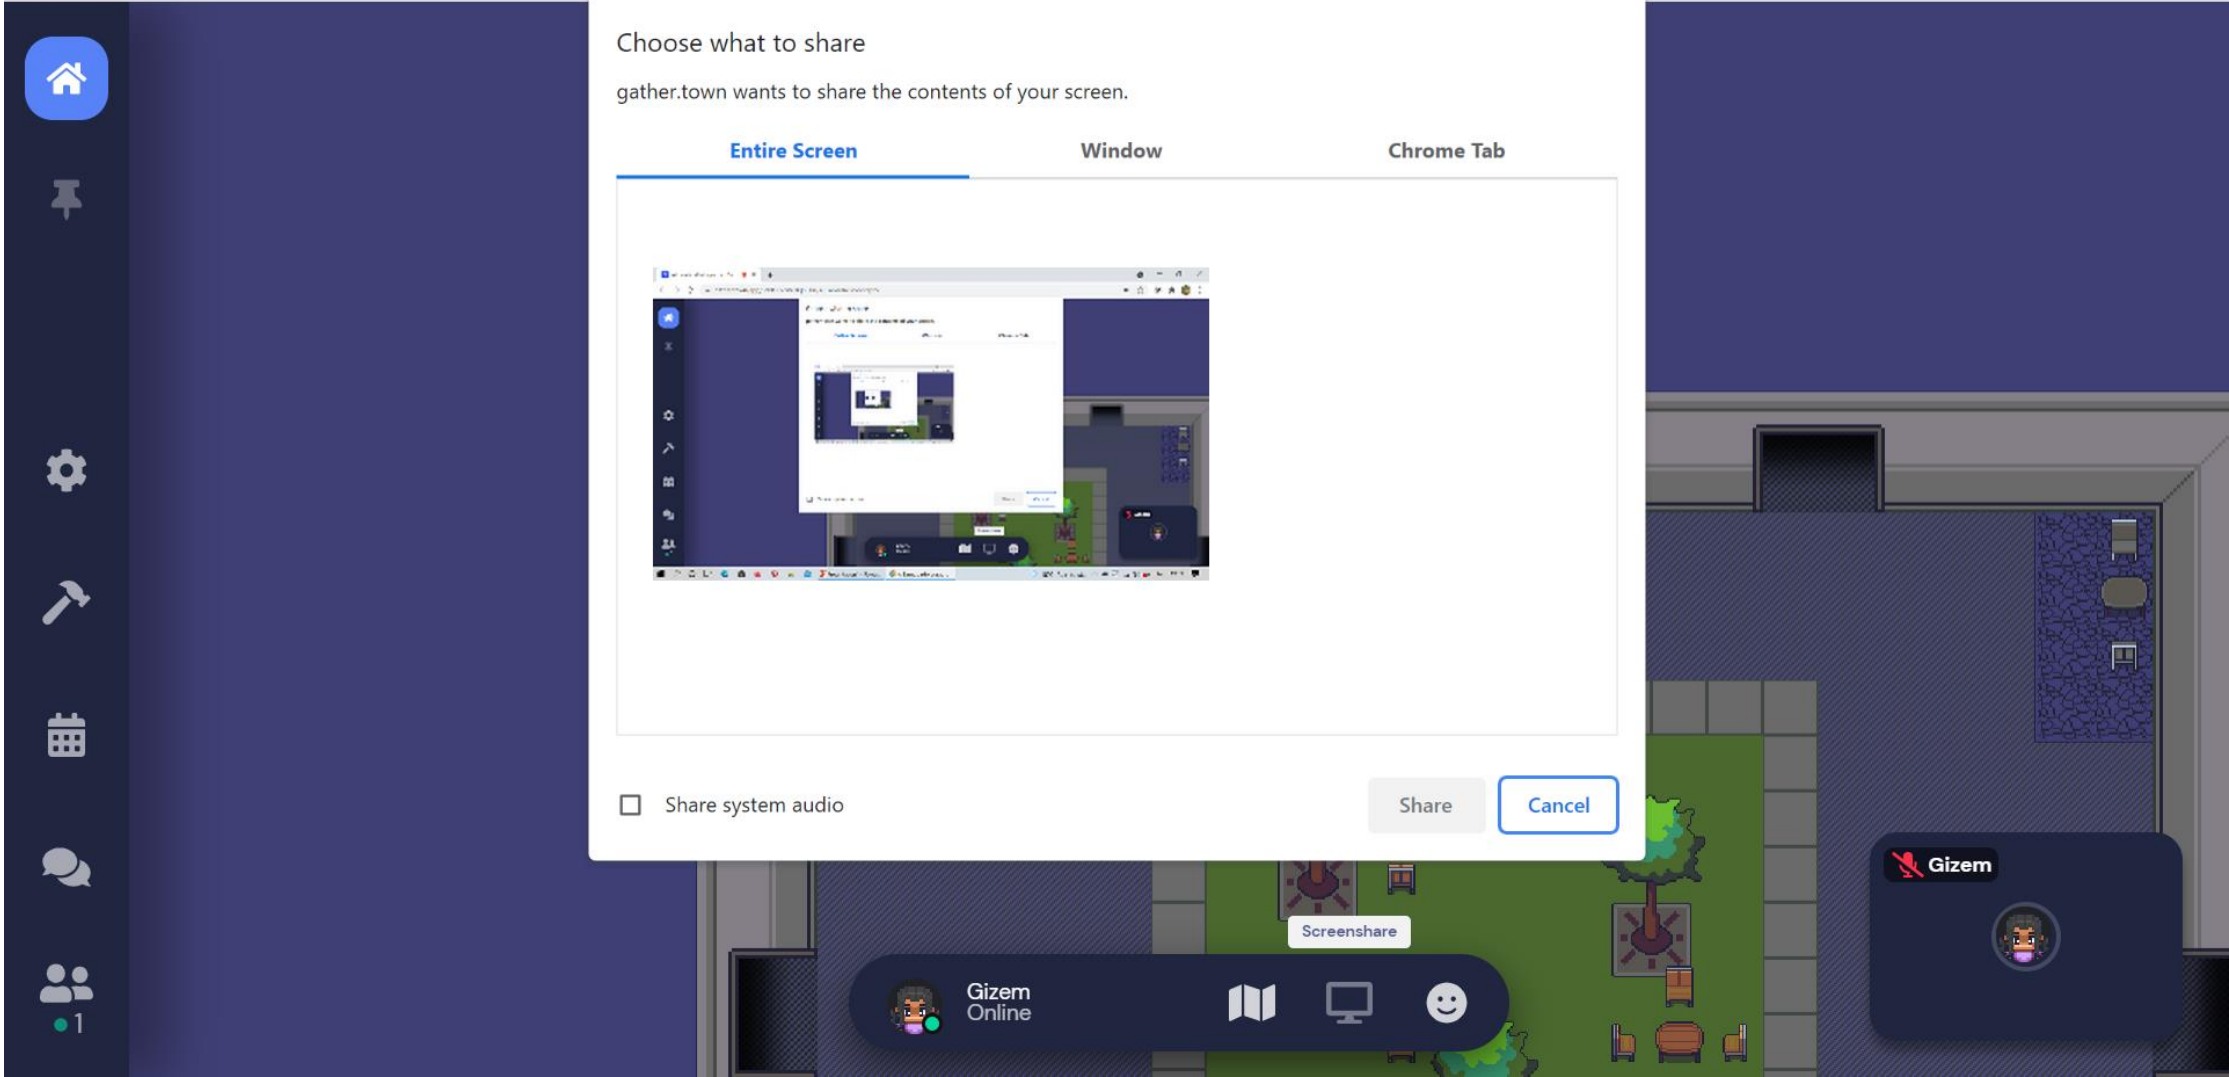 Choose what to share
gather.town wants to share the contents of your screen.
Entire Screen
Window
Chrome Tab
Share system audio
Share
Cancel
Gizem
Screenshare
Gizem
Online
1